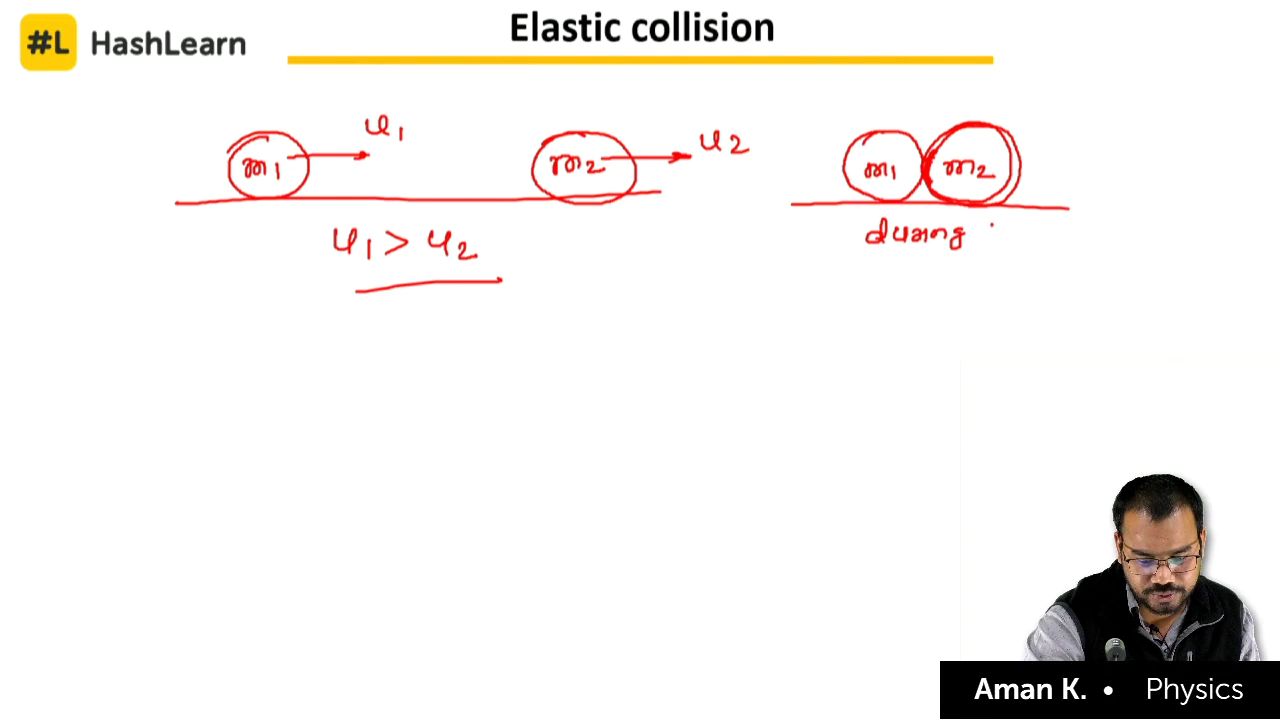 #L HashLearn
Elastic collision
m1 u1
m2 u2
u1 > u2
m1 m2
during
Aman K. • Physics